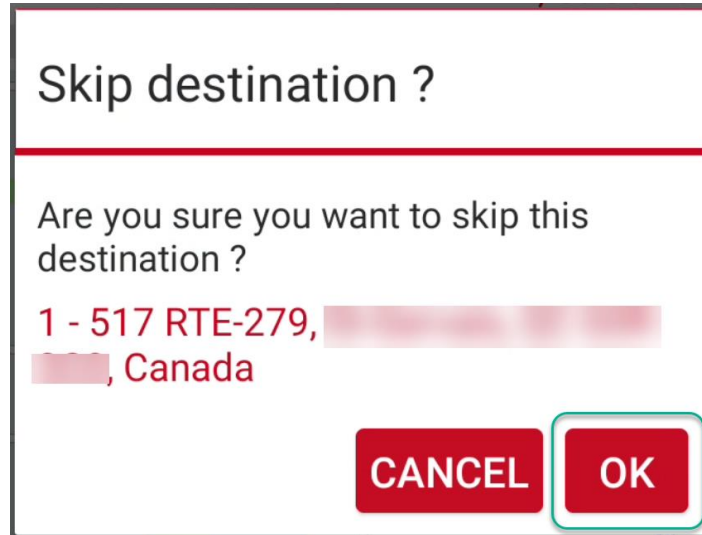 Skip destination ?
Are you sure you want to skip this
destination ?
1 - 517 RTE-279,
, Canada
CANCEL OK